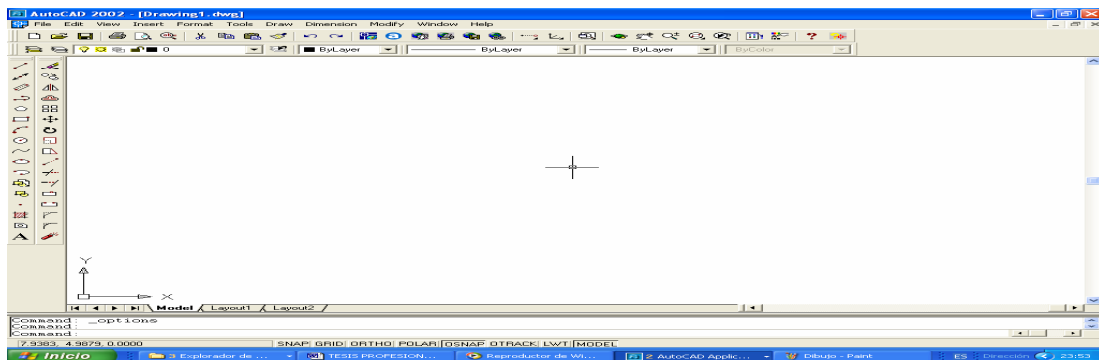 AutoCAD 2002 - [Drawing1.dwg]
File Edit View Insert Format Tools Draw Dimension Modify Window Help
0 ByLayer ByLayer ByLayer ByColor
A
Y
X
Model Layout1 Layout2
Command: _options
Command:
Command:
7.9383, 4.9879, 0.0000 SNAP GRID ORTHO POLAR OSNAP OTRACK LWT MODEL
Inicio 3 Explorador de ... TESIS PROFESION... Reproductor de Wi... 2 AutoCAD Applic... Dibujo - Paint ES Dirección 23:53